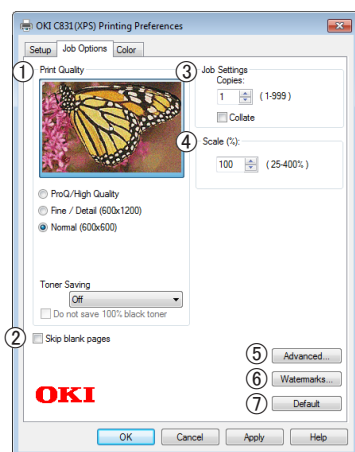 OKI C831(XPS) Printing Preferences
Setup Job Options Color
① Print Quality
ProQ/High Quality
Fine / Detail (600x1200)
Normal (600x600)
Toner Saving
Off
Do not save 100% black toner
② Skip blank pages
③ Job Settings
Copies:
1 ( 1-999 )
Collate
④ Scale (%):
100 ( 25-400% )
⑤ Advanced...
⑥ Watermarks...
⑦ Default
OKI
OK Cancel Apply Help